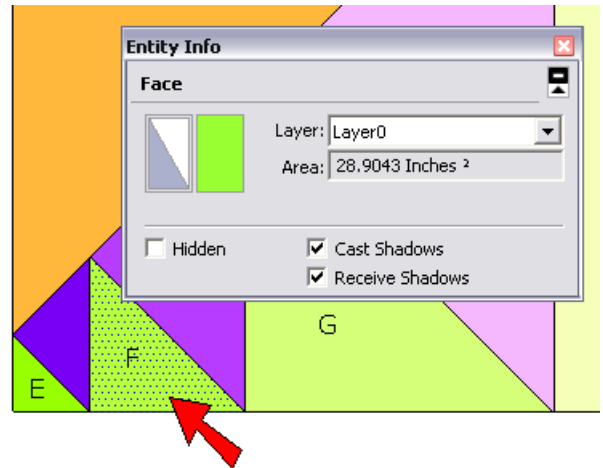 Entity Info
Face
Layer: Layer0
Area: 28.9043 Inches ²
Hidden
Cast Shadows
Receive Shadows
G
F
E